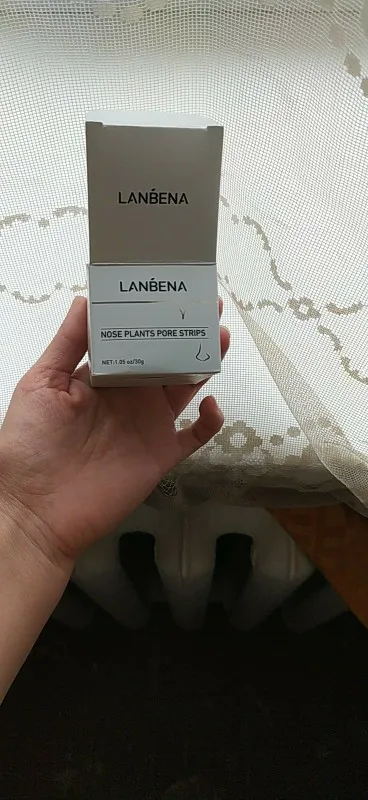 LANBENA
LANBENA
NOSE PLANTS PORE STRIPS
NET:1.05 oz/30g